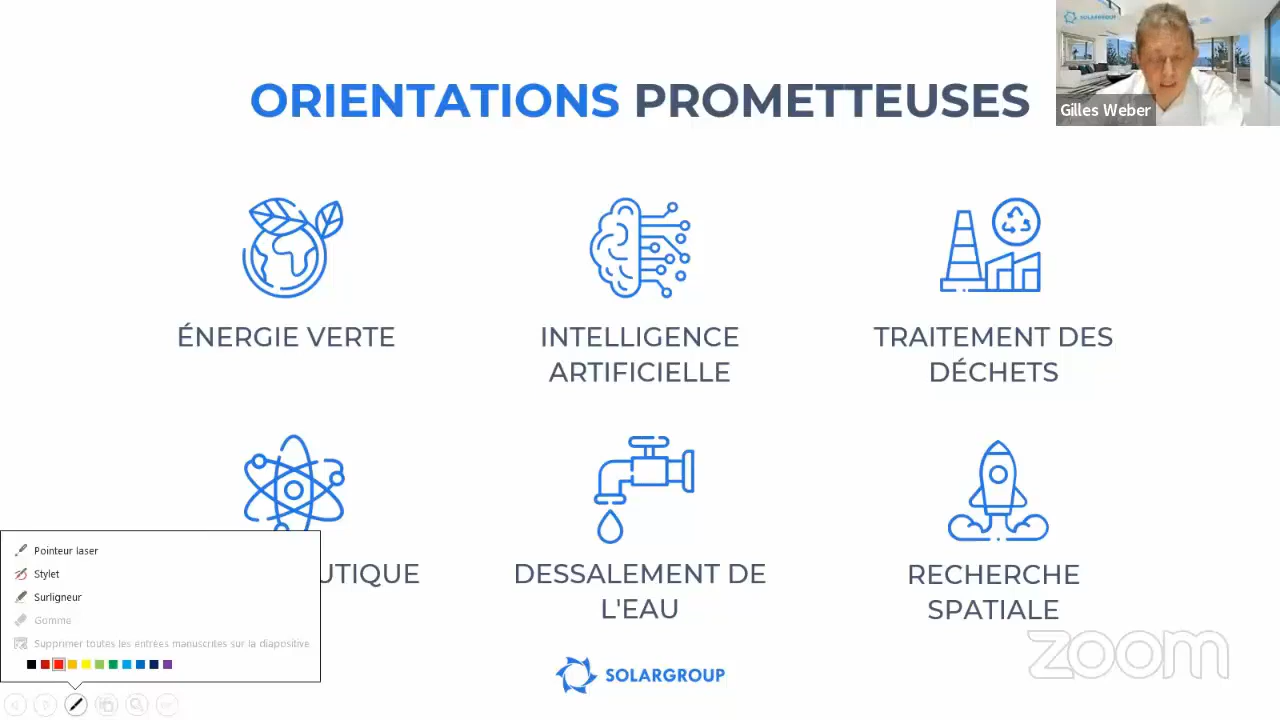 SOLARGROUP
Gilles Weber
ORIENTATIONS PROMETTEUSES
ÉNERGIE VERTE
INTELLIGENCE
ARTIFICIELLE
TRAITEMENT DES
DÉCHETS
UTIQUE
DESSALEMENT DE
L'EAU
RECHERCHE
SPATIALE
Pointeur laser
Stylet
Surligneur
Gomme
Supprimer toutes les entrées manuscrites sur la diapositive
SOLARGROUP
zoom